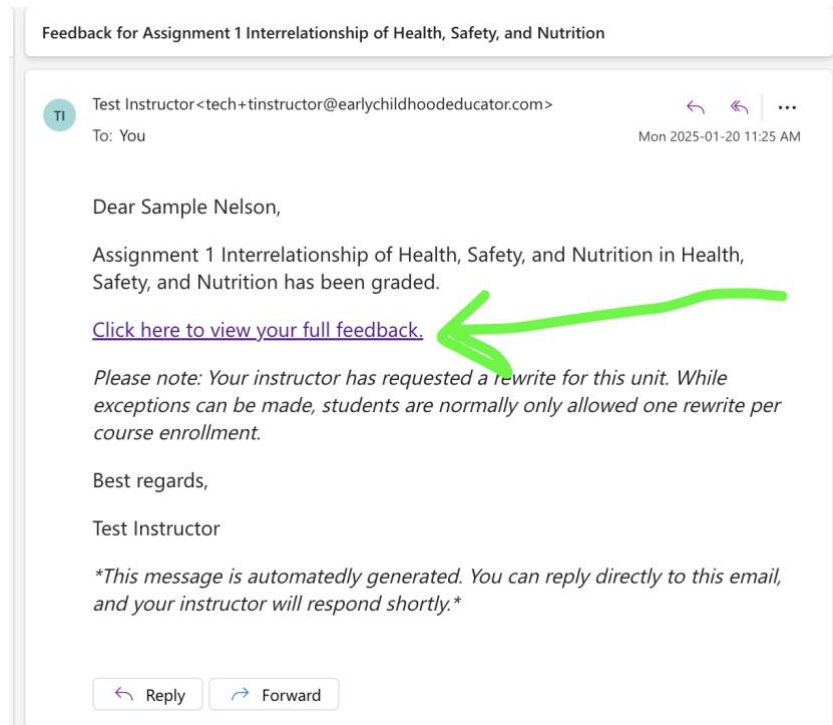 Feedback for Assignment 1 Interrelationship of Health, Safety, and Nutrition
TI
Test Instructor<tech+tinstructor@earlychildhoodeducator.com>
To: You
Mon 2025-01-20 11:25 AM
Dear Sample Nelson,
Assignment 1 Interrelationship of Health, Safety, and Nutrition in Health,
Safety, and Nutrition has been graded.
Click here to view your full feedback.
Please note: Your instructor has requested a rewrite for this unit. While
exceptions can be made, students are normally only allowed one rewrite per
course enrollment.
Best regards,
Test Instructor
*This message is automatedly generated. You can reply directly to this email,
and your instructor will respond shortly.*
Reply
Forward